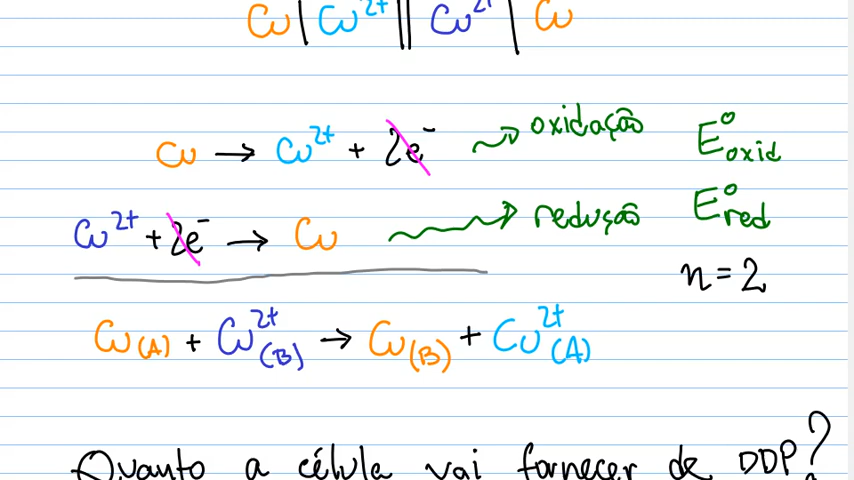 Cu | Cu²⁺ || Cu²⁺ | Cu
Cu → Cu²⁺ + 2e⁻ oxidação E°oxid
Cu²⁺ + 2e⁻ → Cu redução E°red
n = 2
Cu(A) + Cu²⁺(B) → Cu(B) + Cu²⁺(A)
Quanto a célula vai fornecer de DDP?